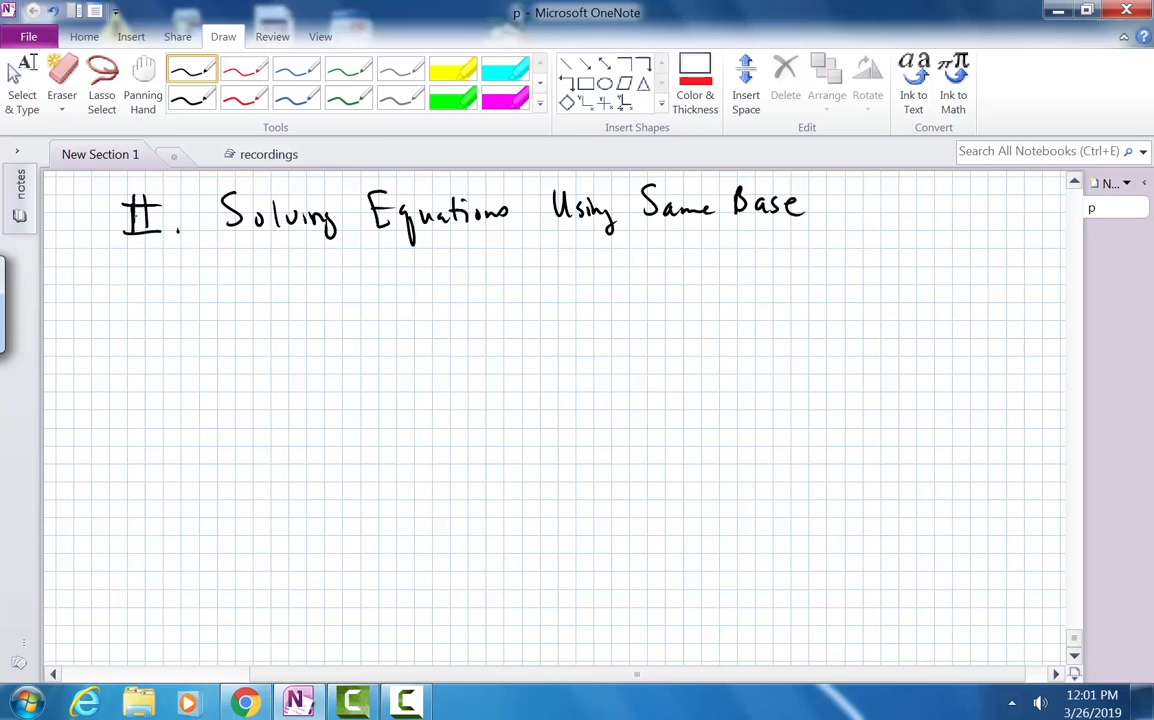 p - Microsoft OneNote
File Home Insert Share Draw Review View
Select & Type
Eraser
Lasso Select
Panning Hand
Color & Thickness
Insert Space
Delete
Arrange
Rotate
Ink to Text
Ink to Math
Tools
Insert Shapes
Edit
Convert
New Section 1
recordings
Search All Notebooks (Ctrl+E)
notes
N...
p
II. Solving Equations Using Same Base
12:01 PM
3/26/2019